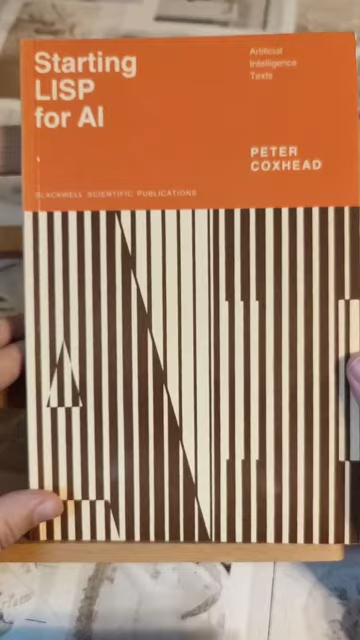 Starting
LISP
for AI
Artificial
Intelligence
Texts
PETER
COXHEAD
BLACKWELL SCIENTIFIC PUBLICATIONS